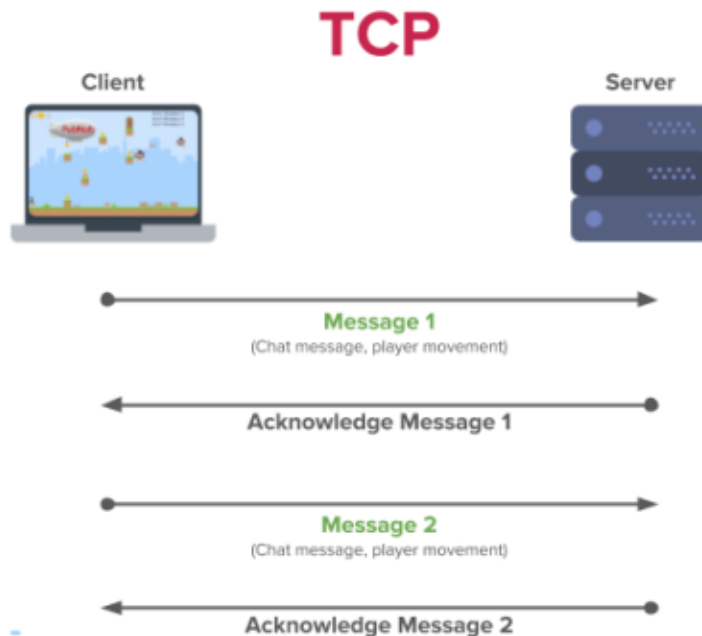 TCP
Client
Server
PubNub
Message 1
(Chat message, player movement)
Acknowledge Message 1
Message 2
(Chat message, player movement)
Acknowledge Message 2